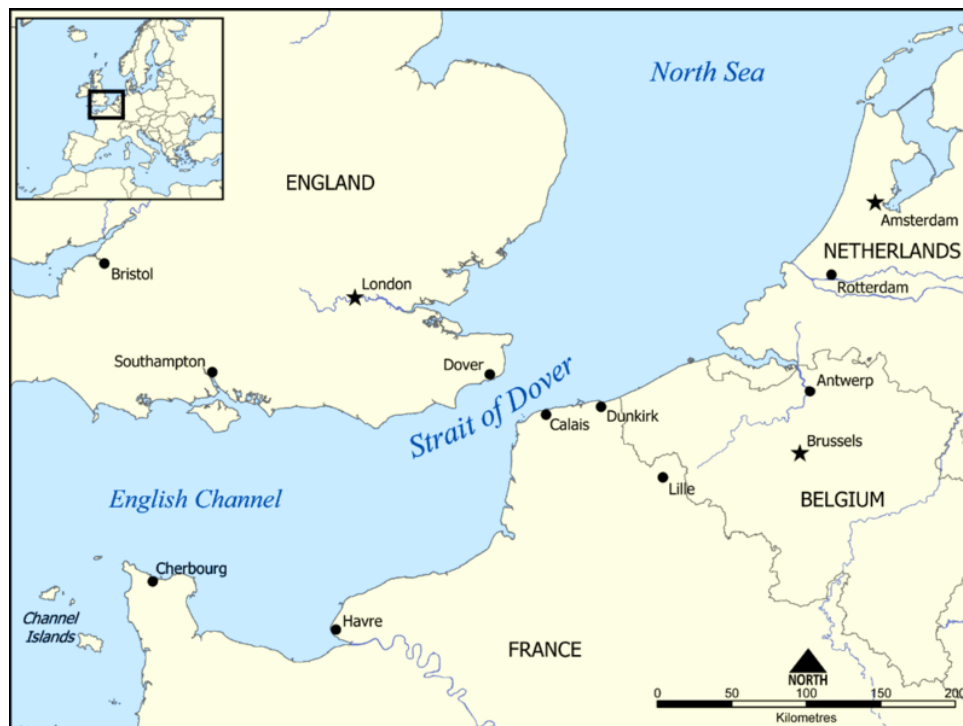 North Sea
ENGLAND
Amsterdam
NETHERLANDS
Bristol
London
Rotterdam
Southampton
Dover
Strait of Dover
Antwerp
Calais
Dunkirk
Brussels
Lille
English Channel
BELGIUM
Cherbourg
Channel
Islands
Havre
FRANCE
NORTH
0 50 100 150 200
Kilometres